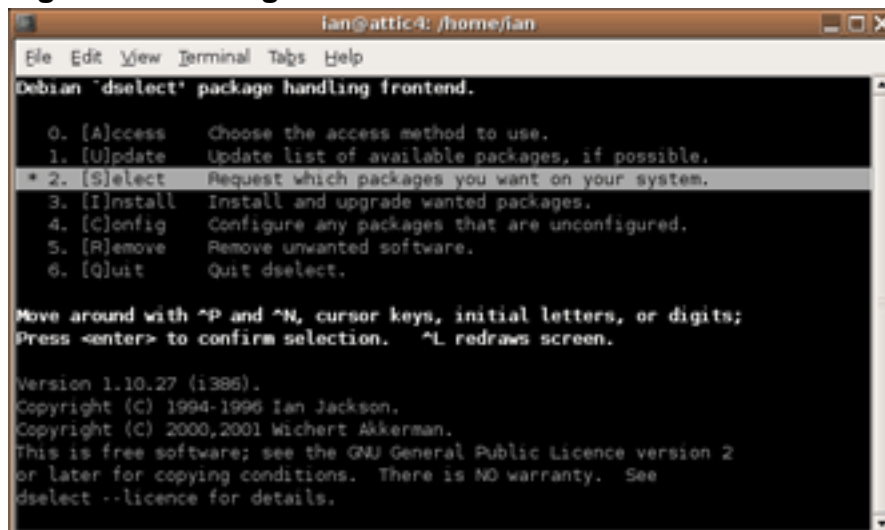 ian@attic4: /home/ian
File Edit View Terminal Tabs Help
Debian `dselect' package handling frontend.
0. [A]ccess Choose the access method to use.
1. [U]pdate Update list of available packages, if possible.
* 2. [S]elect Request which packages you want on your system.
3. [I]nstall Install and upgrade wanted packages.
4. [C]onfig Configure any packages that are unconfigured.
5. [R]emove Remove unwanted software.
6. [Q]uit Quit dselect.
Move around with ^P and ^N, cursor keys, initial letters, or digits;
Press <enter> to confirm selection. ^L redraws screen.
Version 1.10.27 (i386).
Copyright (C) 1994-1996 Ian Jackson.
Copyright (C) 2000,2001 Wichert Akkerman.
This is free software; see the GNU General Public Licence version 2
or later for copying conditions. There is NO warranty. See
dselect --licence for details.